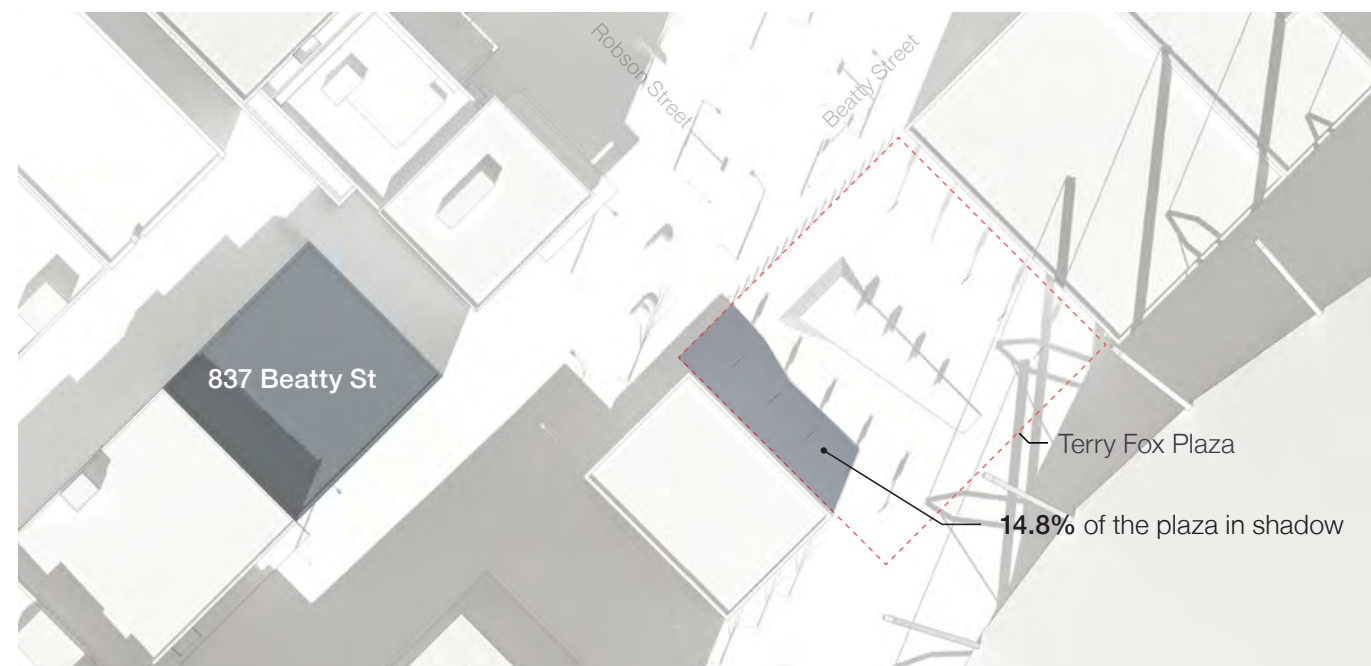 Robson Street
Beatty Street
837 Beatty St
Terry Fox Plaza
14.8% of the plaza in shadow